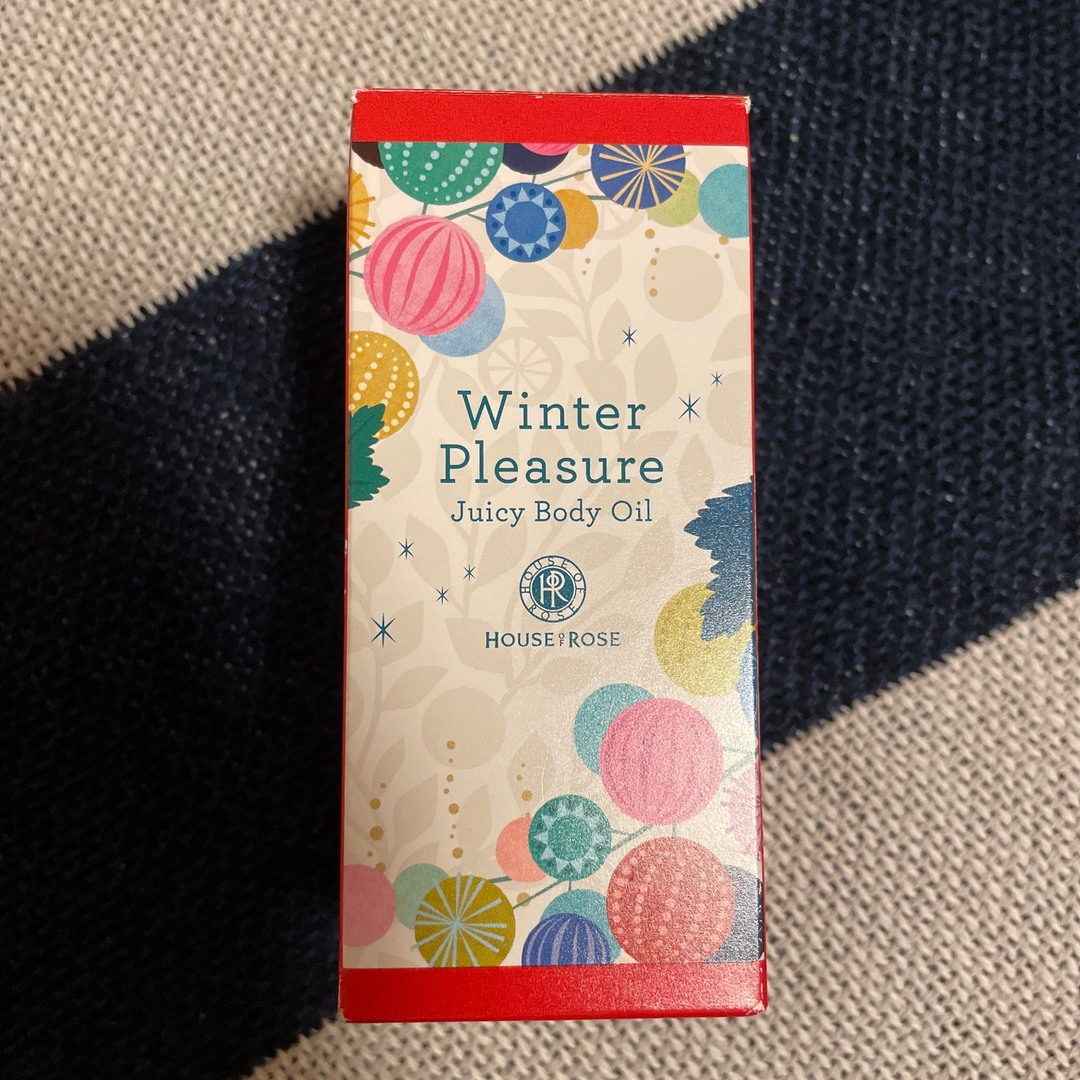 Winter
Pleasure
Juicy Body Oil
HOUSE OF ROSE
HR
HOUSE OF ROSE